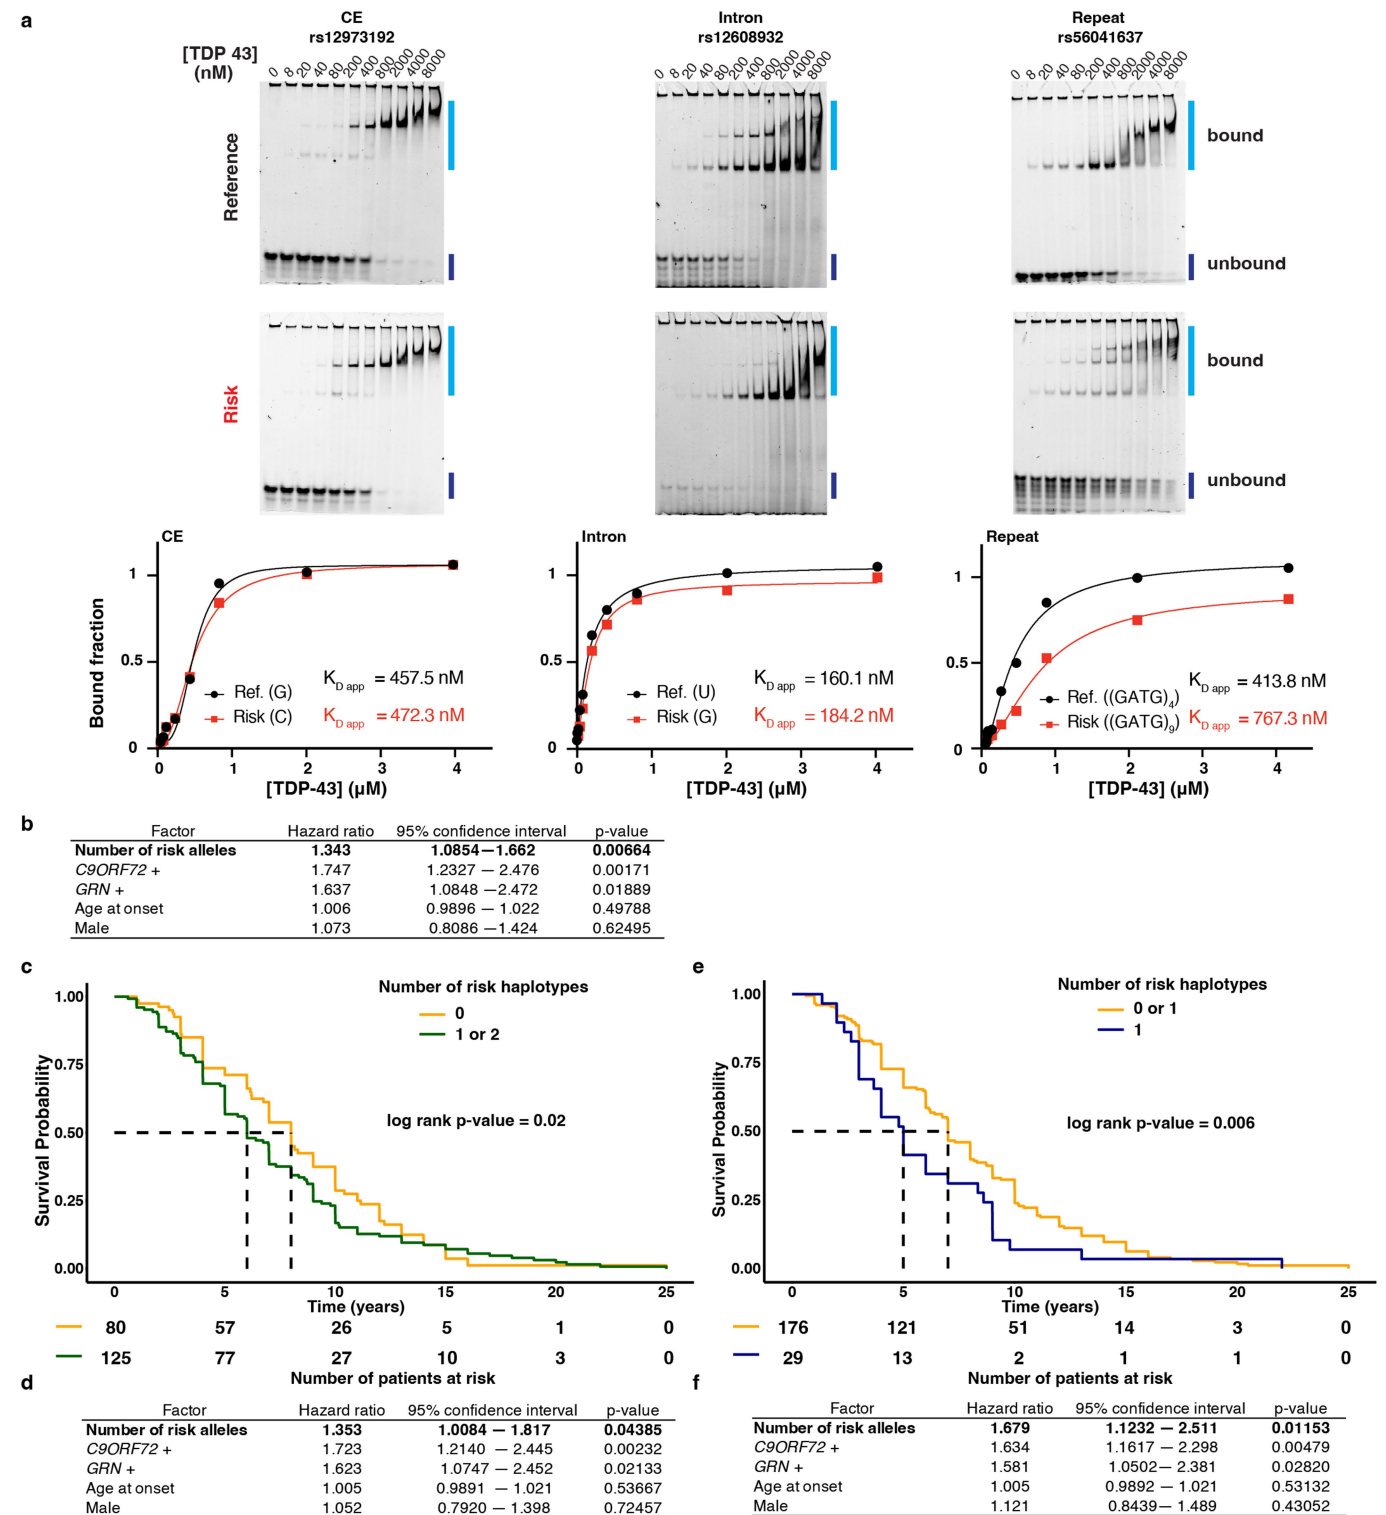 a
CE
rs12973192
Intron
rs12608932
Repeat
rs56041637
[TDP 43]
(nM)
0 8 20 40 80 200 400 800 2000 4000 8000
0 8 20 40 80 200 400 800 2000 4000 8000
0 8 20 40 80 200 400 800 2000 4000 8000
Reference
bound
unbound
Risk
bound
unbound
CE
Bound fraction
1
0.5
0
Ref. (G)
Risk (C)
K D app = 457.5 nM
K D app = 472.3 nM
0 1 2 3 4
[TDP-43] (µM)
Intron
1
0.5
0
Ref. (U)
Risk (G)
K D app = 160.1 nM
K D app = 184.2 nM
0 1 2 3 4
[TDP-43] (µM)
Repeat
1
0.5
0
Ref. ((GATG)4)
Risk ((GATG)9)
K D app = 413.8 nM
K D app = 767.3 nM
0 1 2 3 4
[TDP-43] (µM)
b
Factor Hazard ratio 95% confidence interval p-value
Number of risk alleles 1.343 1.0854—1.662 0.00664
C9ORF72 + 1.747 1.2327 — 2.476 0.00171
GRN + 1.637 1.0848 —2.472 0.01889
Age at onset 1.006 0.9896 — 1.022 0.49788
Male 1.073 0.8086 —1.424 0.62495
c
Number of risk haplotypes
0
1 or 2
log rank p-value = 0.02
Survival Probability
1.00
0.75
0.50
0.25
0.00
0 5 10 15 20 25
Time (years)
80 57 26 5 1 0
125 77 27 10 3 0
Number of patients at risk
e
Number of risk haplotypes
0 or 1
1
log rank p-value = 0.006
Survival Probability
1.00
0.75
0.50
0.25
0.00
0 5 10 15 20 25
Time (years)
176 121 51 14 3 0
29 13 2 1 1 0
Number of patients at risk
d
Factor Hazard ratio 95% confidence interval p-value
Number of risk alleles 1.353 1.0084 — 1.817 0.04385
C9ORF72 + 1.723 1.2140 — 2.445 0.00232
GRN + 1.623 1.0747 — 2.452 0.02133
Age at onset 1.005 0.9891 — 1.021 0.53667
Male 1.052 0.7920 — 1.398 0.72457
f
Factor Hazard ratio 95% confidence interval p-value
Number of risk alleles 1.679 1.1232 — 2.511 0.01153
C9ORF72 + 1.634 1.1617 — 2.298 0.00479
GRN + 1.581 1.0502— 2.381 0.02820
Age at onset 1.005 0.9892 — 1.021 0.53132
Male 1.121 0.8439— 1.489 0.43052